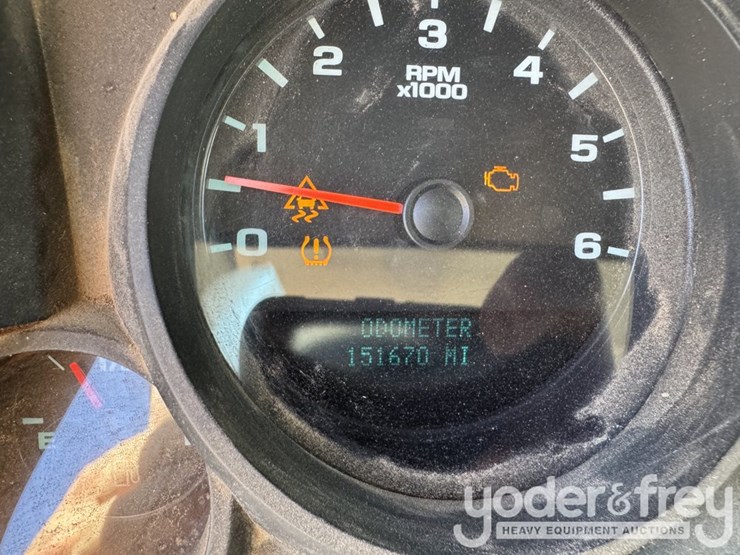 3
2
4
RPM
x1000
1
5
0
6
ODOMETER
151670 MI
E
yoder&frey
HEAVY EQUIPMENT AUCTIONS